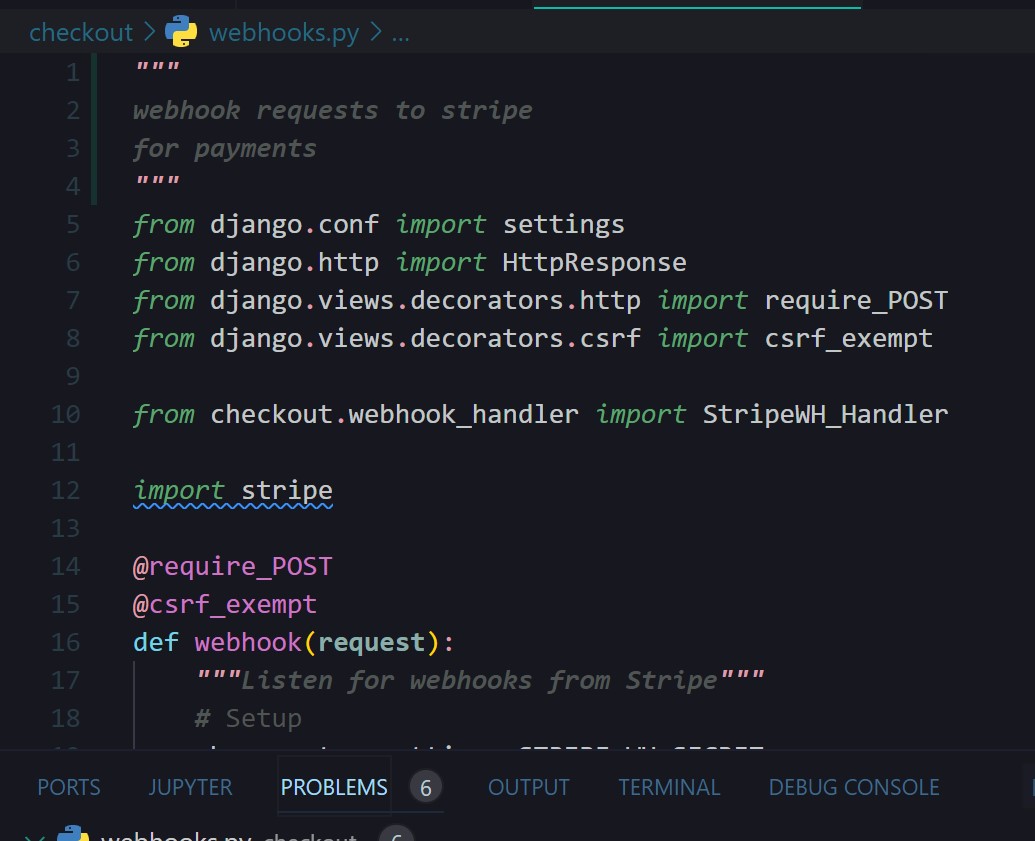 checkout > webhooks.py > ...
1 """
2 webhook requests to stripe
3 for payments
4 """
5 from django.conf import settings
6 from django.http import HttpResponse
7 from django.views.decorators.http import require_POST
8 from django.views.decorators.csrf import csrf_exempt
9
10 from checkout.webhook_handler import StripeWH_Handler
11
12 import stripe
13
14 @require_POST
15 @csrf_exempt
16 def webhook(request):
17 """Listen for webhooks from Stripe"""
18 # Setup
PORTS JUPYTER PROBLEMS 6 OUTPUT TERMINAL DEBUG CONSOLE
webhooks.py checkout 6